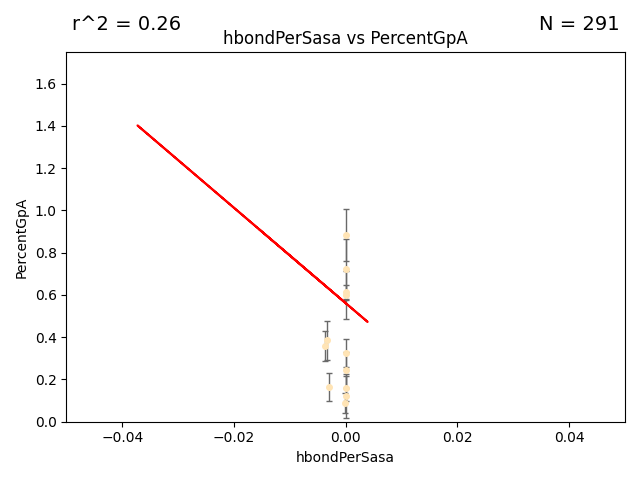 r^2 = 0.26
N = 291
hbondPerSasa vs PercentGpA
1.6
1.4
1.2
1.0
0.8
0.6
0.4
0.2
0.0
PercentGpA
−0.04
−0.02
0.00
0.02
0.04
hbondPerSasa